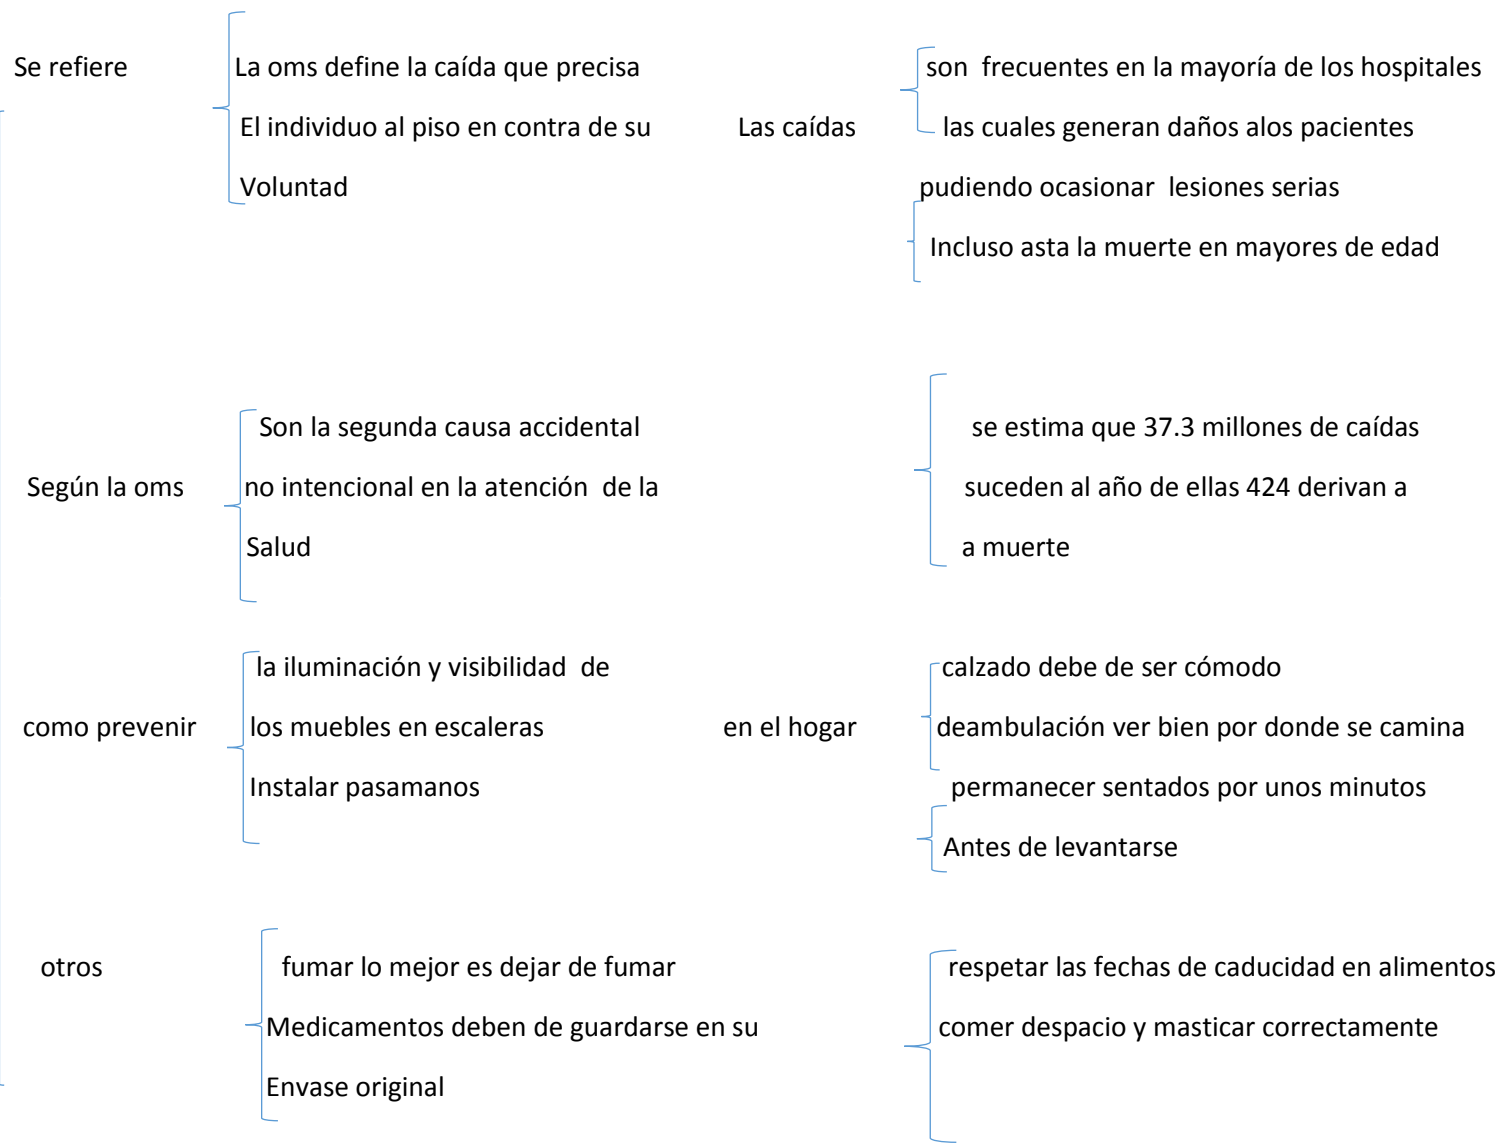 Se refiere
La oms define la caída que precisa
El individuo al piso en contra de su
Voluntad
Las caídas
son frecuentes en la mayoría de los hospitales
las cuales generan daños alos pacientes
pudiendo ocasionar lesiones serias
Incluso asta la muerte en mayores de edad
Según la oms
Son la segunda causa accidental
no intencional en la atención de la
Salud
se estima que 37.3 millones de caídas
suceden al año de ellas 424 derivan a
a muerte
como prevenir
la iluminación y visibilidad de
los muebles en escaleras
Instalar pasamanos
en el hogar
calzado debe de ser cómodo
deambulación ver bien por donde se camina
permanecer sentados por unos minutos
Antes de levantarse
otros
fumar lo mejor es dejar de fumar
Medicamentos deben de guardarse en su
Envase original
respetar las fechas de caducidad en alimentos
comer despacio y masticar correctamente